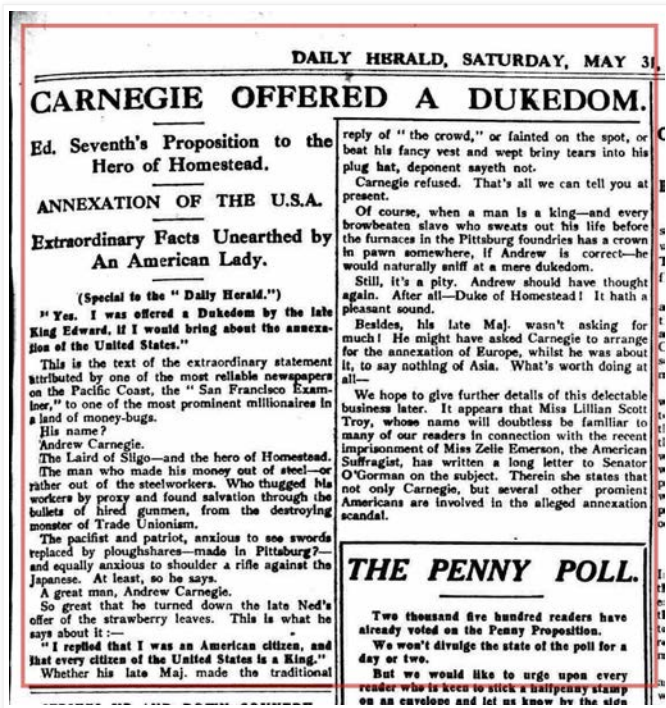 DAILY HERALD, SATURDAY, MAY 31,
CARNEGIE OFFERED A DUKEDOM.
Ed. Seventh's Proposition to the
Hero of Homestead.
ANNEXATION OF THE U.S.A.
Extraordinary Facts Unearthed by
An American Lady.
(Special to the "Daily Herald.")
"Yes. I was offered a Dukedom by the late
King Edward, if I would bring about the annexa-
tion of the United States."
This is the text of the extraordinary statement
attributed by one of the most reliable newspapers
on the Pacific Coast, the "San Francisco Exam-
iner," to one of the most prominent millionaires in
a land of money-bugs.
His name?
Andrew Carnegie.
The Laird of Sligo—and the hero of Homestead.
The man who made his money out of steel—or
rather out of the steelworkers. Who thugged his
workers by proxy and found salvation through the
bullets of hired gunmen, from the destroying
monster of Trade Unionism.
The pacifist and patriot, anxious to see swords
replaced by ploughshares—made in Pittsburg?—
and equally anxious to shoulder a rifle against the
Japanese. At least, so he says.
A great man, Andrew Carnegie.
So great that he turned down the late Ned's
offer of the strawberry leaves. This is what he
says about it:—
"I replied that I was an American citizen, and
that every citizen of the United States is a King."
Whether his late Maj. made the traditional
reply of "the crowd," or fainted on the spot, or
beat his fancy vest and wept briny tears into his
plug hat, deponent sayeth not.
Carnegie refused. That's all we can tell you at
present.
Of course, when a man is a king—and every
browbeaten slave who sweats out his life before
the furnaces in the Pittsburg foundries has a crown
in pawn somewhere, if Andrew is correct—he
would naturally sniff at a mere dukedom.
Still, it's a pity. Andrew should have thought
again. After all—Duke of Homestead! It hath a
pleasant sound.
Besides, his late Maj. wasn't asking for
much! He might have asked Carnegie to arrange
for the annexation of Europe, whilst he was about
it, to say nothing of Asia. What's worth doing at
all—
We hope to give further details of this delectable
business later. It appears that Miss Lillian Scott
Troy, whose name will doubtless be familiar to
many of our readers in connection with the recent
imprisonment of Miss Zelie Emerson, the American
Suffragist, has written a long letter to Senator
O'Gorman on the subject. Therein she states that
not only Carnegie, but several other promient
Americans are involved in the alleged annexation
scandal.
THE PENNY POLL.
Two thousand five hundred readers have
already voted on the Penny Proposition.
We won't divulge the state of the poll for a
day or two.
But we would like to urge upon every
reader who is keen to stick a halfpenny stamp
on an envelope and let us know by the sign